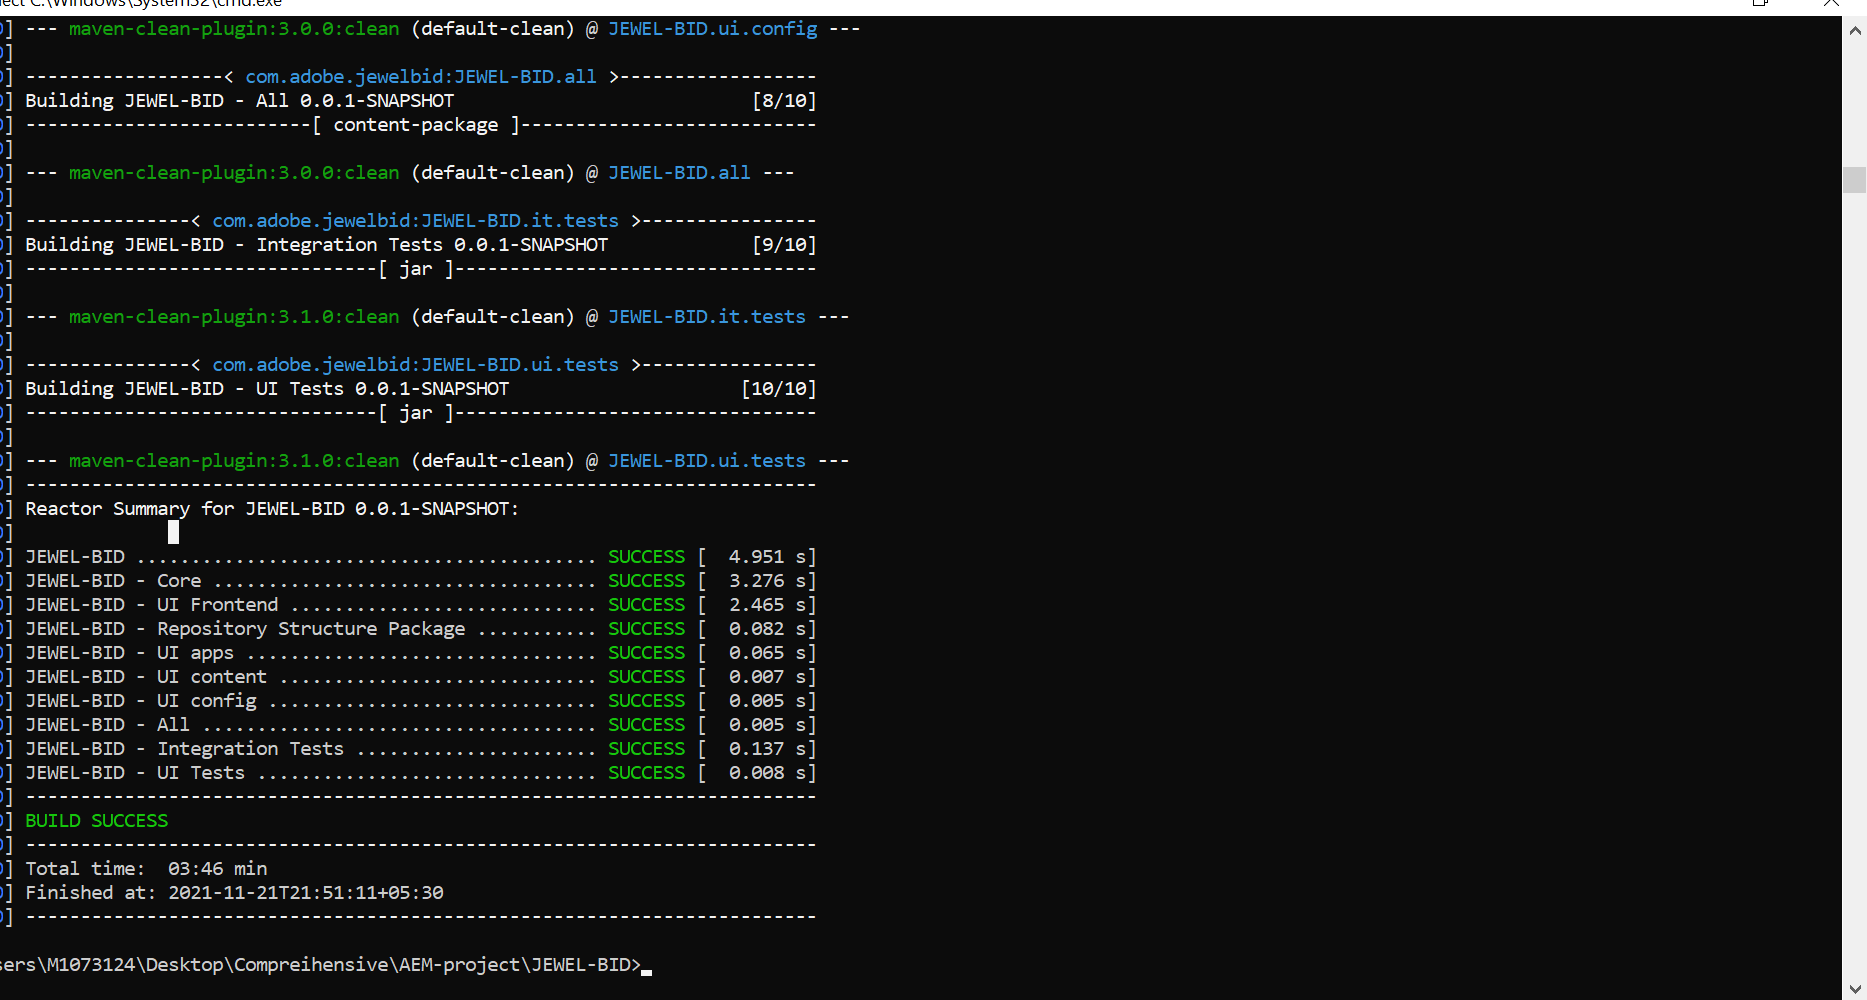 ect C:\Windows\System32\cmd.exe
] --- maven-clean-plugin:3.0.0:clean (default-clean) @ JEWEL-BID.ui.config ---
]
] ------------------< com.adobe.jewelbid:JEWEL-BID.all >------------------
] Building JEWEL-BID - All 0.0.1-SNAPSHOT                           [8/10]
] --------------------------[ content-package ]---------------------------
]
] --- maven-clean-plugin:3.0.0:clean (default-clean) @ JEWEL-BID.all ---
]
] ---------------< com.adobe.jewelbid:JEWEL-BID.it.tests >----------------
] Building JEWEL-BID - Integration Tests 0.0.1-SNAPSHOT             [9/10]
] --------------------------------[ jar ]---------------------------------
]
] --- maven-clean-plugin:3.1.0:clean (default-clean) @ JEWEL-BID.it.tests ---
]
] ---------------< com.adobe.jewelbid:JEWEL-BID.ui.tests >----------------
] Building JEWEL-BID - UI Tests 0.0.1-SNAPSHOT                     [10/10]
] --------------------------------[ jar ]---------------------------------
]
] --- maven-clean-plugin:3.1.0:clean (default-clean) @ JEWEL-BID.ui.tests ---
] ------------------------------------------------------------------------
] Reactor Summary for JEWEL-BID 0.0.1-SNAPSHOT:
]
] JEWEL-BID .......................................... SUCCESS [  4.951 s]
] JEWEL-BID - Core ................................... SUCCESS [  3.276 s]
] JEWEL-BID - UI Frontend ............................ SUCCESS [  2.465 s]
] JEWEL-BID - Repository Structure Package ........... SUCCESS [  0.082 s]
] JEWEL-BID - UI apps ................................ SUCCESS [  0.065 s]
] JEWEL-BID - UI content ............................. SUCCESS [  0.007 s]
] JEWEL-BID - UI config .............................. SUCCESS [  0.005 s]
] JEWEL-BID - All .................................... SUCCESS [  0.005 s]
] JEWEL-BID - Integration Tests ...................... SUCCESS [  0.137 s]
] JEWEL-BID - UI Tests ............................... SUCCESS [  0.008 s]
] ------------------------------------------------------------------------
] BUILD SUCCESS
] ------------------------------------------------------------------------
] Total time:  03:46 min
] Finished at: 2021-11-21T21:51:11+05:30
] ------------------------------------------------------------------------
sers\M1073124\Desktop\Compreihensive\AEM-project\JEWEL-BID>